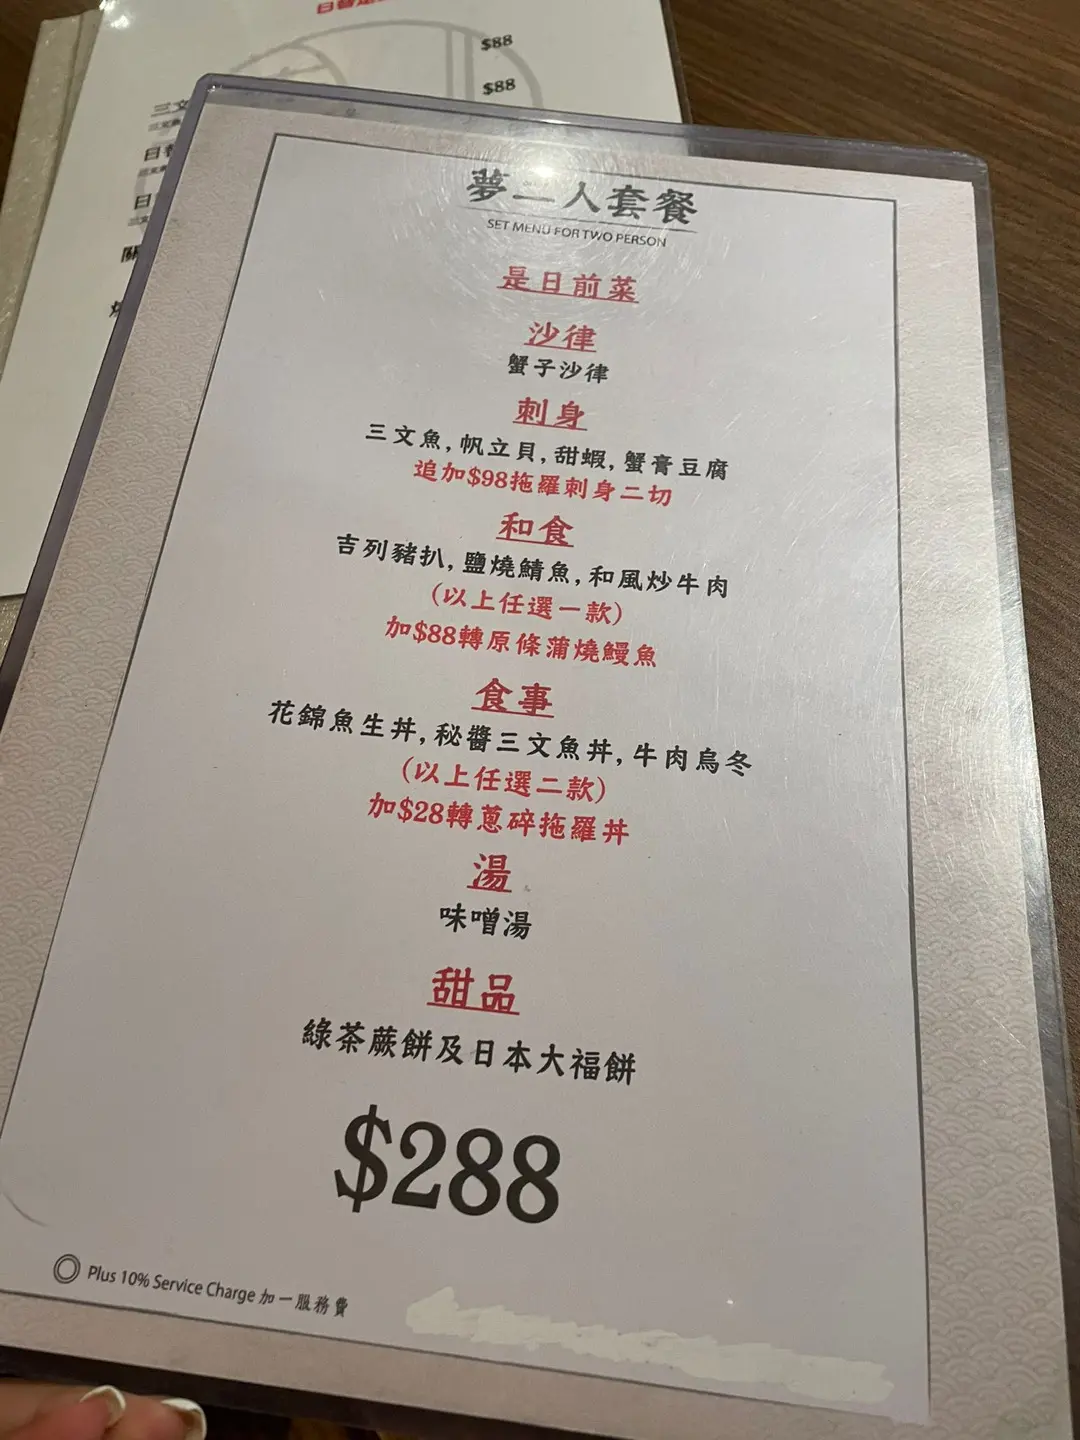 $88
$88
三文
日
日
關
夢二人套餐
SET MENU FOR TWO PERSON
是日前菜
沙律
蟹子沙律
刺身
三文魚,帆立貝,甜蝦,蟹膏豆腐
追加$98拖羅刺身二切
和食
吉列豬扒,鹽燒鯖魚,和風炒牛肉
(以上任選一款)
加$88轉原條蒲燒鰻魚
食事
花錦魚生丼,秘醬三文魚丼,牛肉烏冬
(以上任選二款)
加$28轉蔥碎拖羅丼
湯
味噌湯
甜品
綠茶蕨餅及日本大福餅
$288
Plus 10% Service Charge 加一服務費